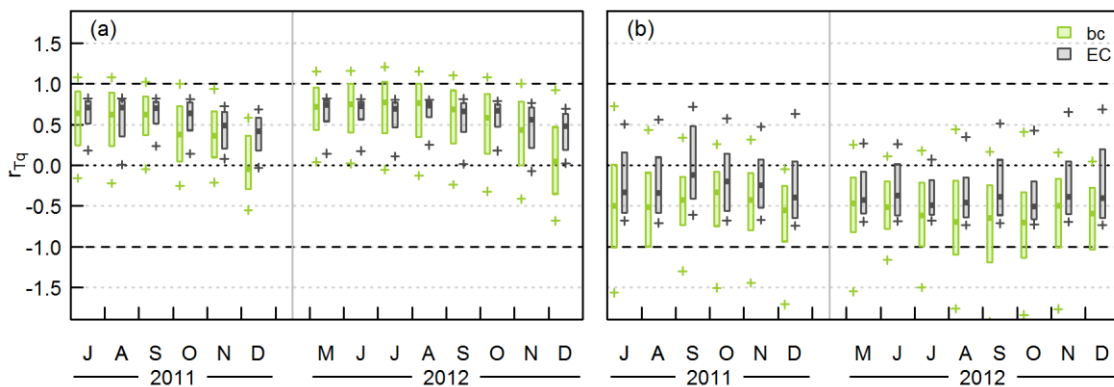 (a)
(b)
bc
EC
1.5
1.0
0.5
0.0
-0.5
-1.0
-1.5
rTq
J A S O N D M J J A S O N D
2011 2012
J A S O N D M J J A S O N D
2011 2012